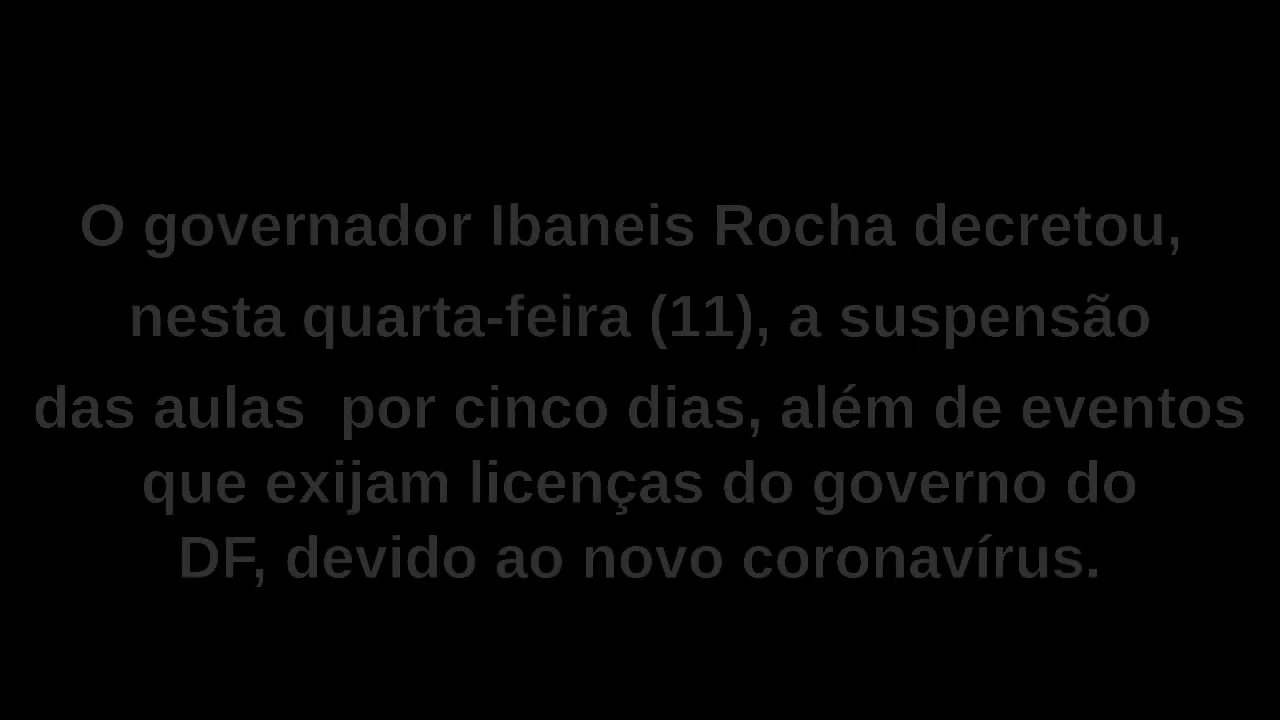 O governador Ibaneis Rocha decretou,
nesta quarta-feira (11), a suspensão
das aulas  por cinco dias, além de eventos
que exijam licenças do governo do
DF, devido ao novo coronavírus.